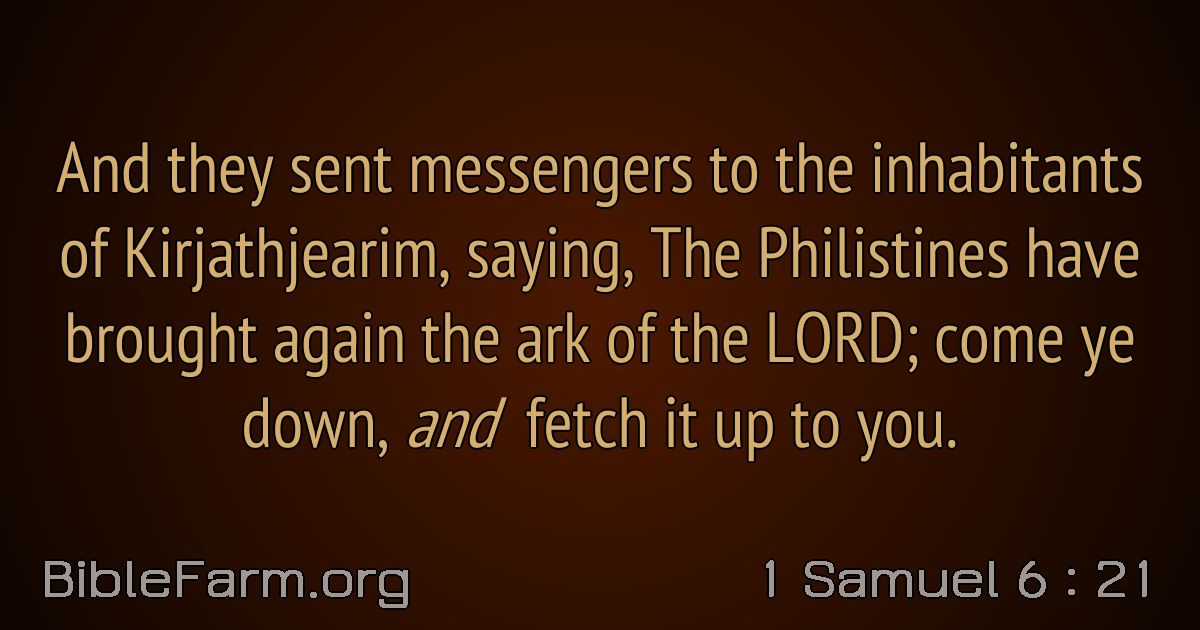 And they sent messengers to the inhabitants
of Kirjathjearim, saying, The Philistines have
brought again the ark of the LORD; come ye
down, and fetch it up to you.
BibleFarm.org
1 Samuel 6 : 21